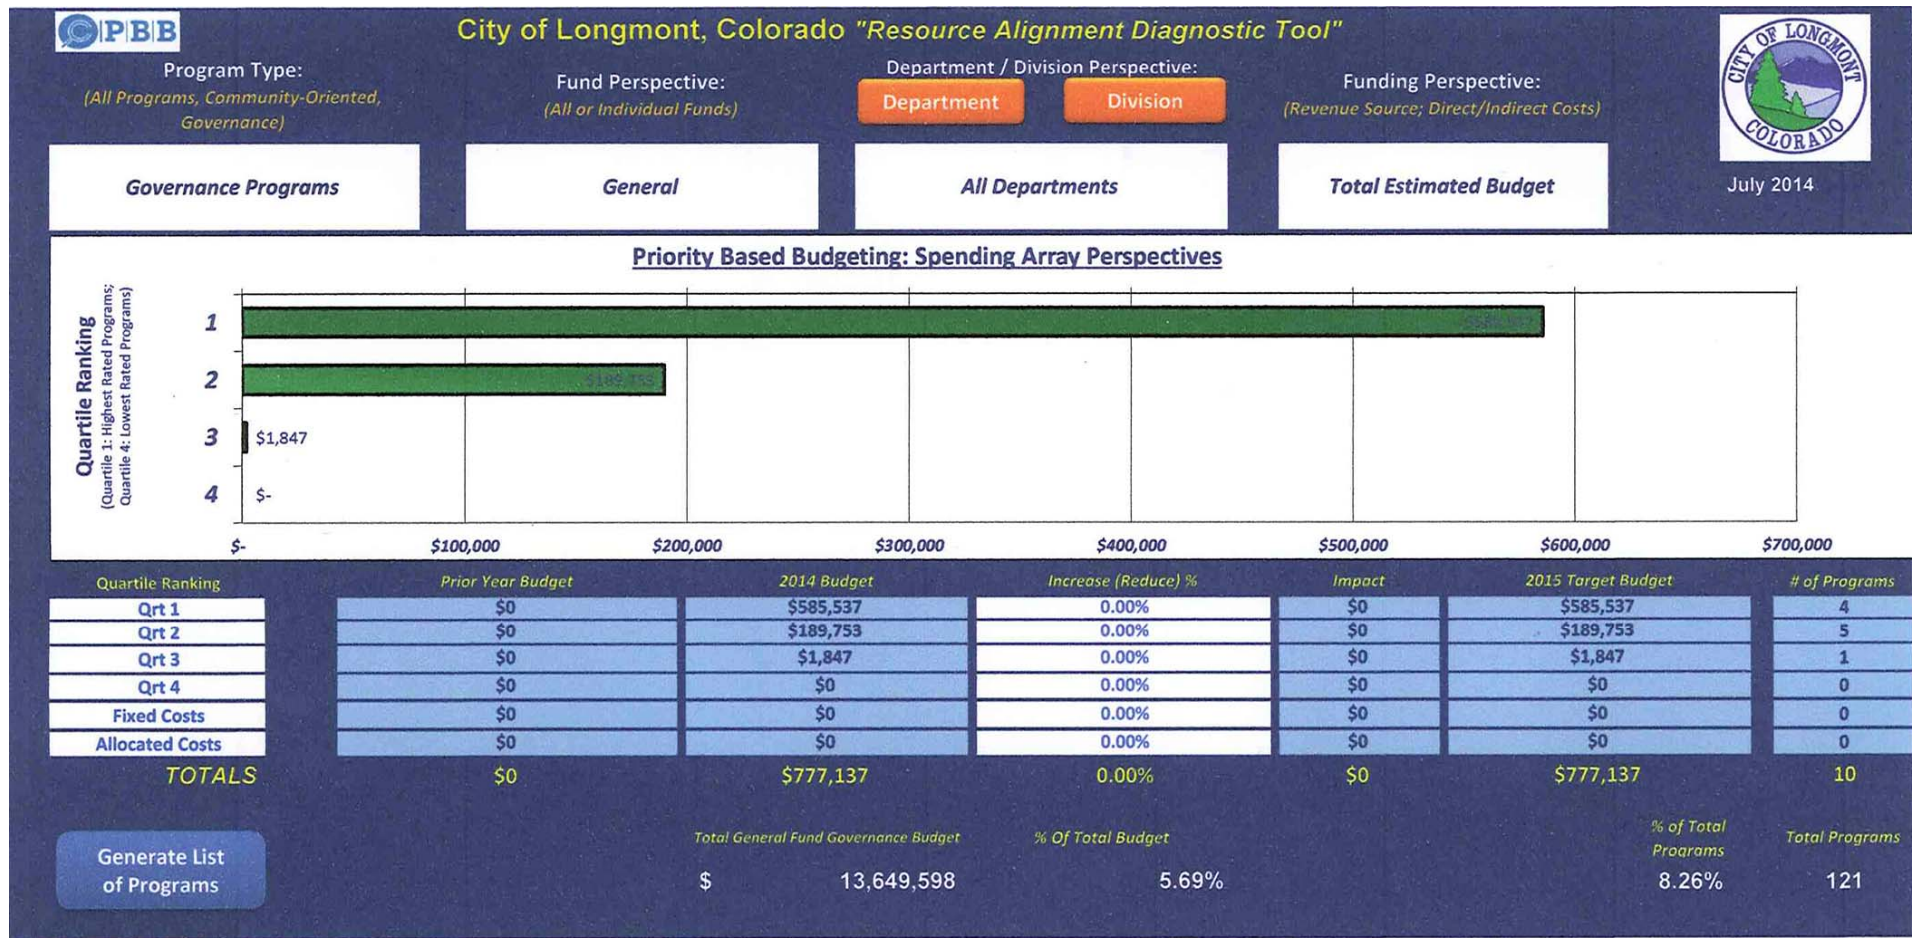 CPBB
City of Longmont, Colorado "Resource Alignment Diagnostic Tool"
CITY OF LONGMONT
COLORADO
July 2014
Program Type:
(All Programs, Community-Oriented,
Governance)
Fund Perspective:
(All or Individual Funds)
Department / Division Perspective:
Department
Division
Funding Perspective:
(Revenue Source; Direct/Indirect Costs)
Governance Programs
General
All Departments
Total Estimated Budget
Priority Based Budgeting: Spending Array Perspectives
Quartile Ranking
(Quartile 1: Highest Rated Programs;
Quartile 4: Lowest Rated Programs)
1
2
3 $1,847
4 $-
$- $100,000 $200,000 $300,000 $400,000 $500,000 $600,000 $700,000
Quartile Ranking Prior Year Budget 2014 Budget Increase (Reduce) % Impact 2015 Target Budget # of Programs
Qrt 1 $0 $585,537 0.00% $0 $585,537 4
Qrt 2 $0 $189,753 0.00% $0 $189,753 5
Qrt 3 $0 $1,847 0.00% $0 $1,847 1
Qrt 4 $0 $0 0.00% $0 $0 0
Fixed Costs $0 $0 0.00% $0 $0 0
Allocated Costs $0 $0 0.00% $0 $0 0
TOTALS $0 $777,137 0.00% $0 $777,137 10
Generate List
of Programs
Total General Fund Governance Budget % Of Total Budget % of Total
Programs Total Programs
$ 13,649,598 5.69% 8.26% 121